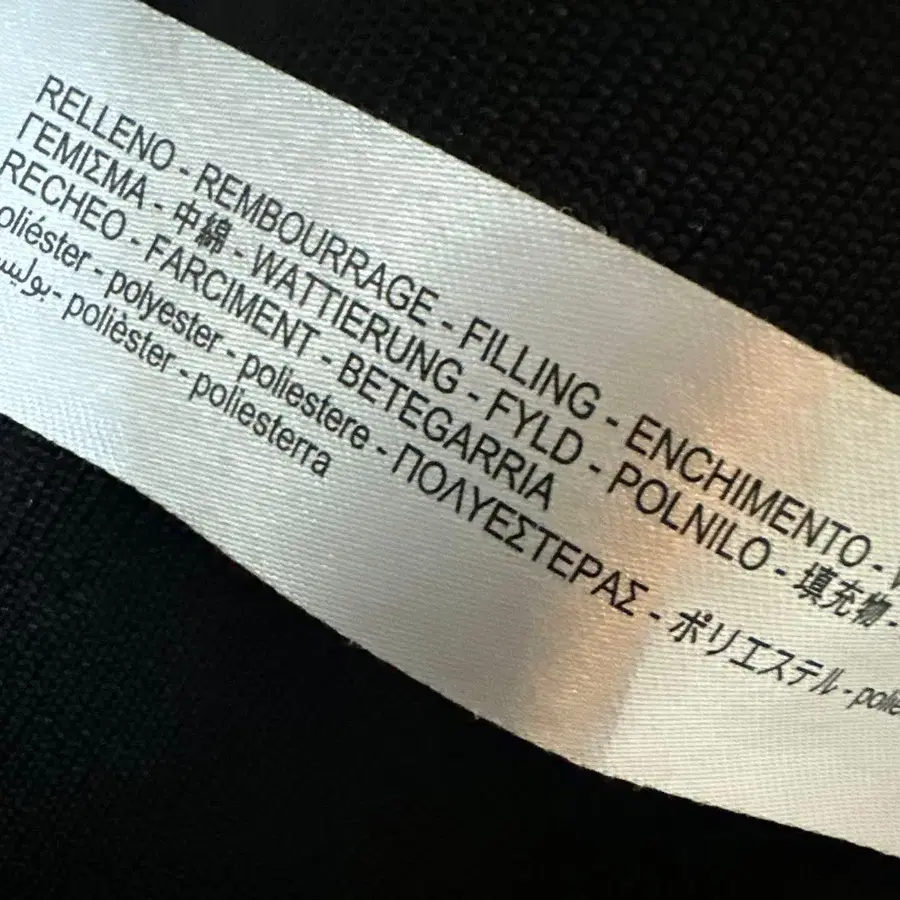 RELLENO - REMBOURRAGE - FILLING - ENCHIMENTO -
ΓΕΜΙΣΜΑ - 中綿 - WATTIERUNG - FYLD - POLNILO - 填充物 -
RECHEO - FARCIMENT - BETEGARRIA
poliéster - polyester - poliestere - ΠΟΛΥΕΣΤΕΡΑΣ - ポリエステル -
- polièster - poliesterra